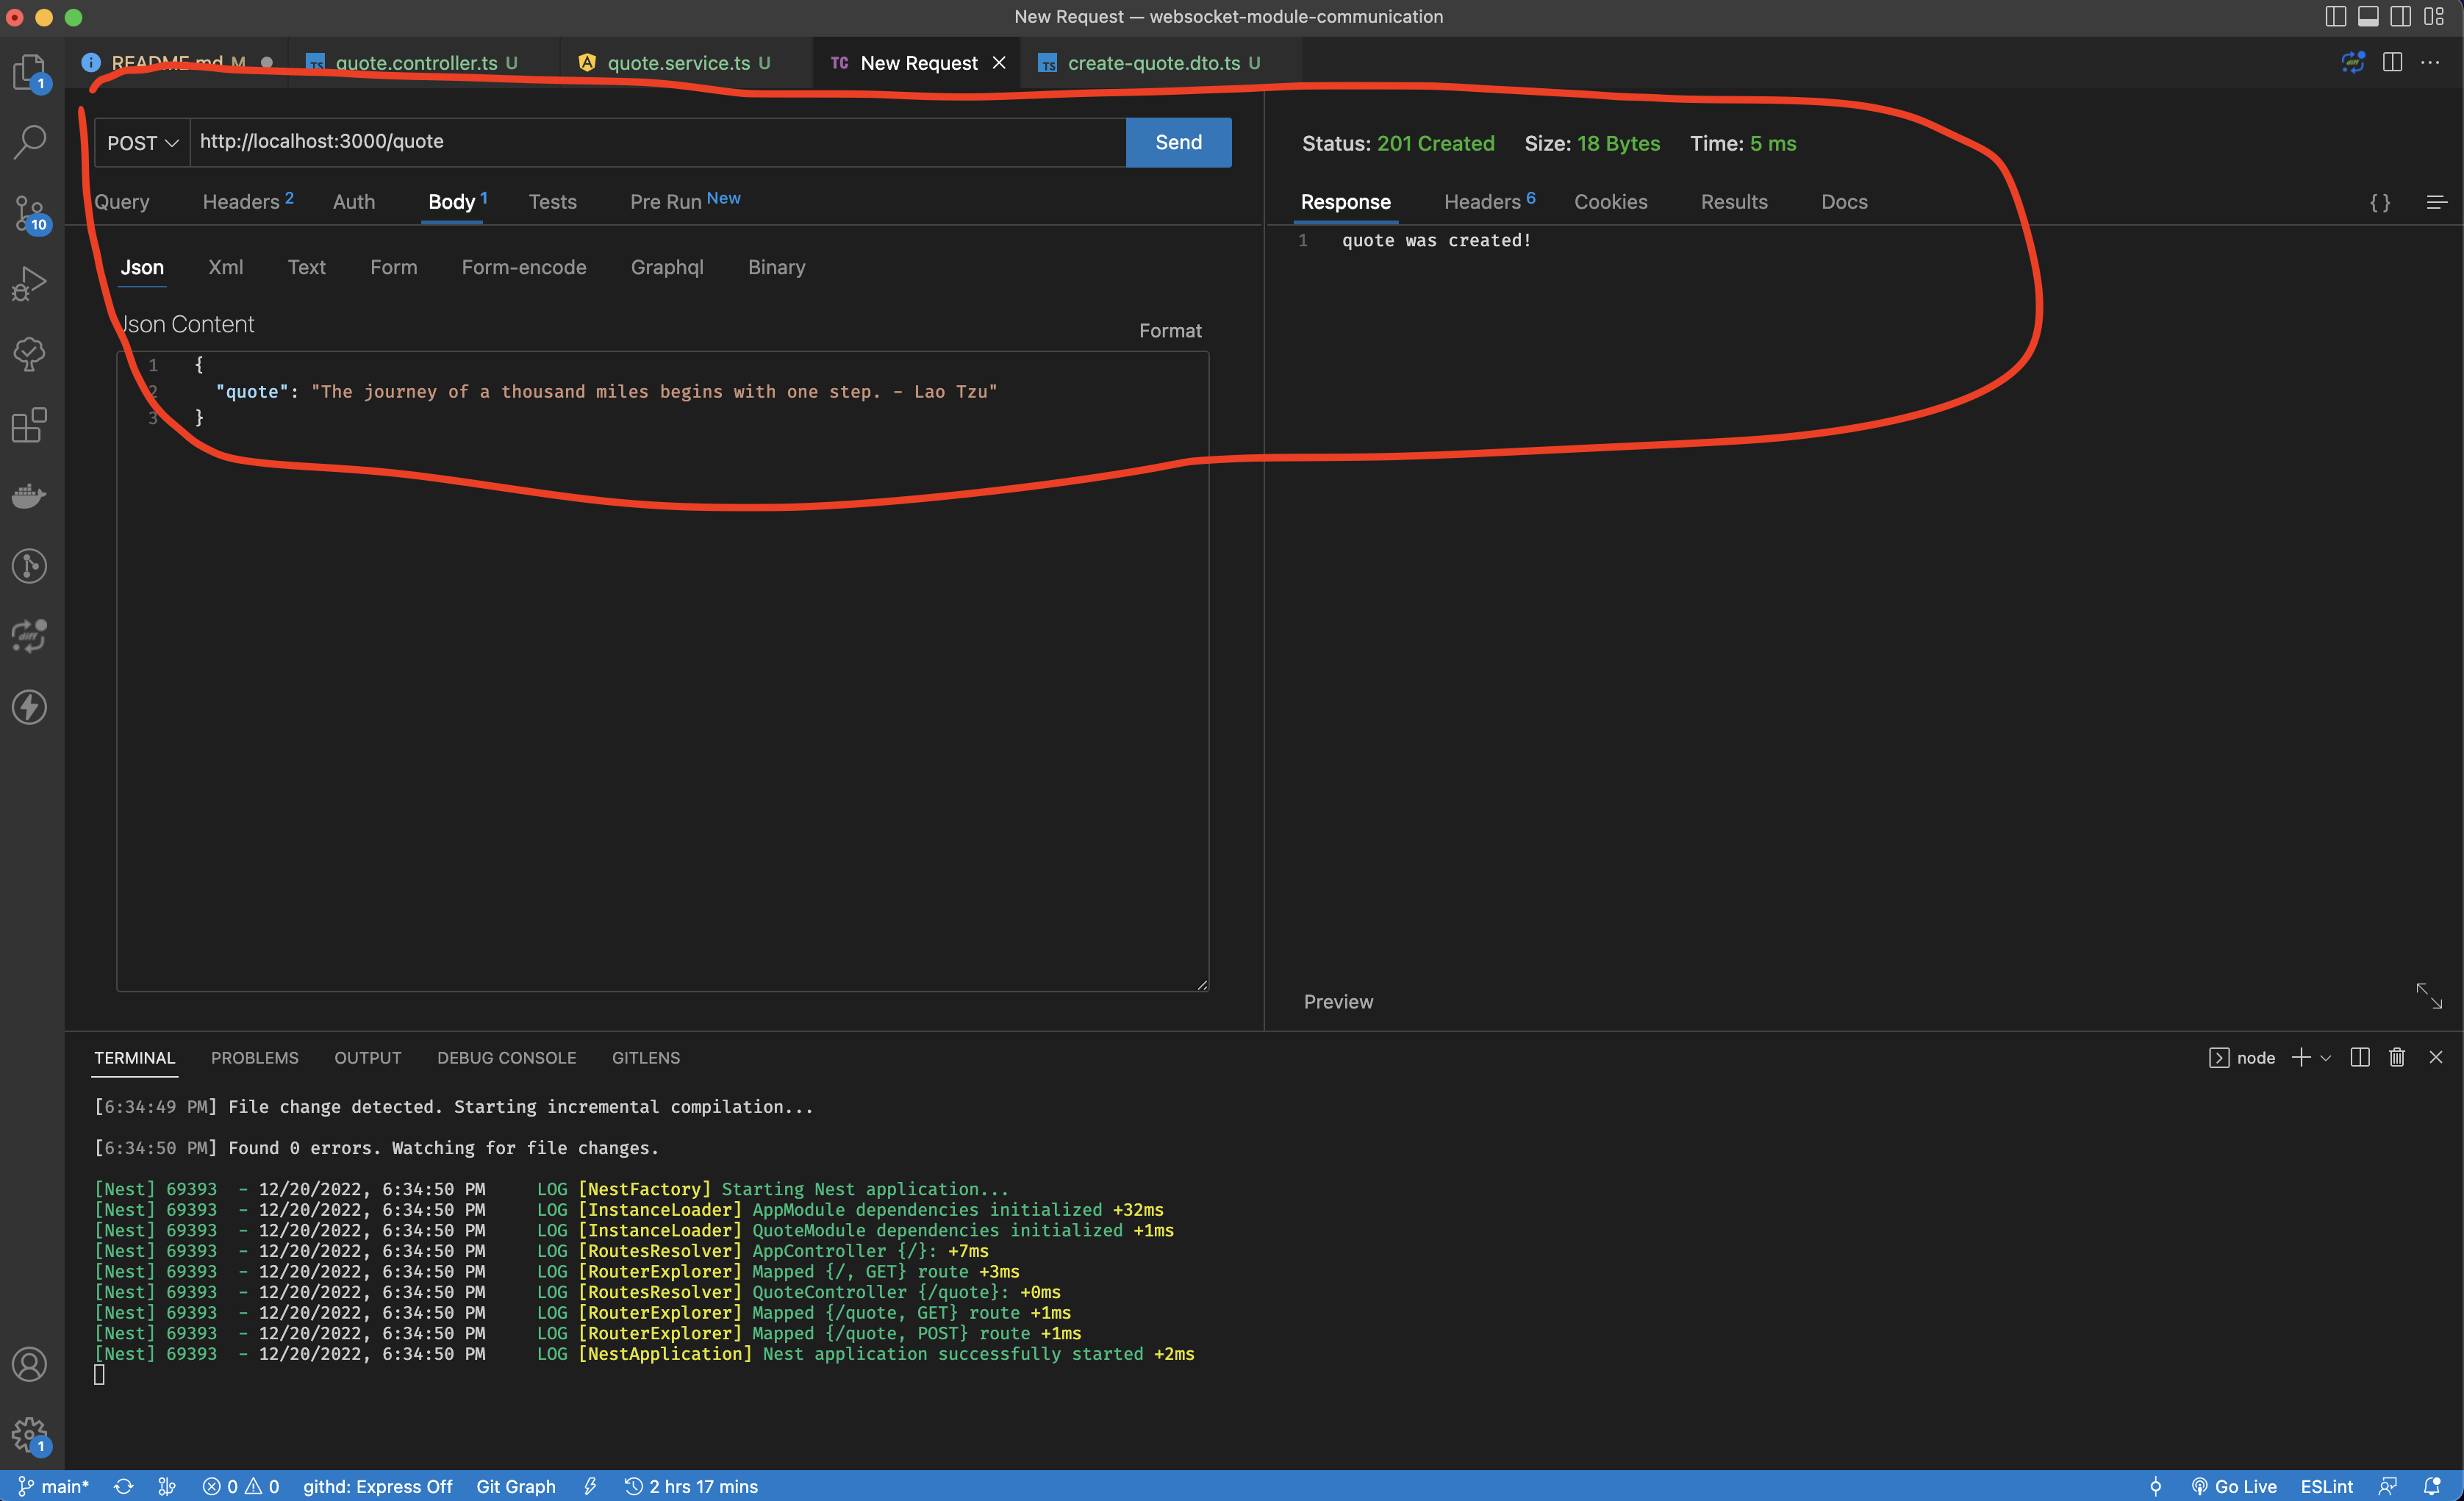 New Request — websocket-module-communication
README.md M
TS quote.controller.ts U
quote.service.ts U
TC New Request
TS create-quote.dto.ts U
POST http://localhost:3000/quote Send
Status: 201 Created Size: 18 Bytes Time: 5 ms
Query Headers 2 Auth Body 1 Tests Pre Run New
Response Headers 6 Cookies Results Docs { }
1 quote was created!
Json Xml Text Form Form-encode Graphql Binary
Json Content
Format
1 {
2 "quote": "The journey of a thousand miles begins with one step. - Lao Tzu"
3 }
Preview
1
10
diff
1
TERMINAL PROBLEMS OUTPUT DEBUG CONSOLE GITLENS node
[6:34:49 PM] File change detected. Starting incremental compilation...
[6:34:50 PM] Found 0 errors. Watching for file changes.
[Nest] 69393 - 12/20/2022, 6:34:50 PM LOG [NestFactory] Starting Nest application...
[Nest] 69393 - 12/20/2022, 6:34:50 PM LOG [InstanceLoader] AppModule dependencies initialized +32ms
[Nest] 69393 - 12/20/2022, 6:34:50 PM LOG [InstanceLoader] QuoteModule dependencies initialized +1ms
[Nest] 69393 - 12/20/2022, 6:34:50 PM LOG [RoutesResolver] AppController {/}: +7ms
[Nest] 69393 - 12/20/2022, 6:34:50 PM LOG [RouterExplorer] Mapped {/, GET} route +3ms
[Nest] 69393 - 12/20/2022, 6:34:50 PM LOG [RoutesResolver] QuoteController {/quote}: +0ms
[Nest] 69393 - 12/20/2022, 6:34:50 PM LOG [RouterExplorer] Mapped {/quote, GET} route +1ms
[Nest] 69393 - 12/20/2022, 6:34:50 PM LOG [RouterExplorer] Mapped {/quote, POST} route +1ms
[Nest] 69393 - 12/20/2022, 6:34:50 PM LOG [NestApplication] Nest application successfully started +2ms
main* 0 0 githd: Express Off Git Graph 2 hrs 17 mins Go Live ESLint